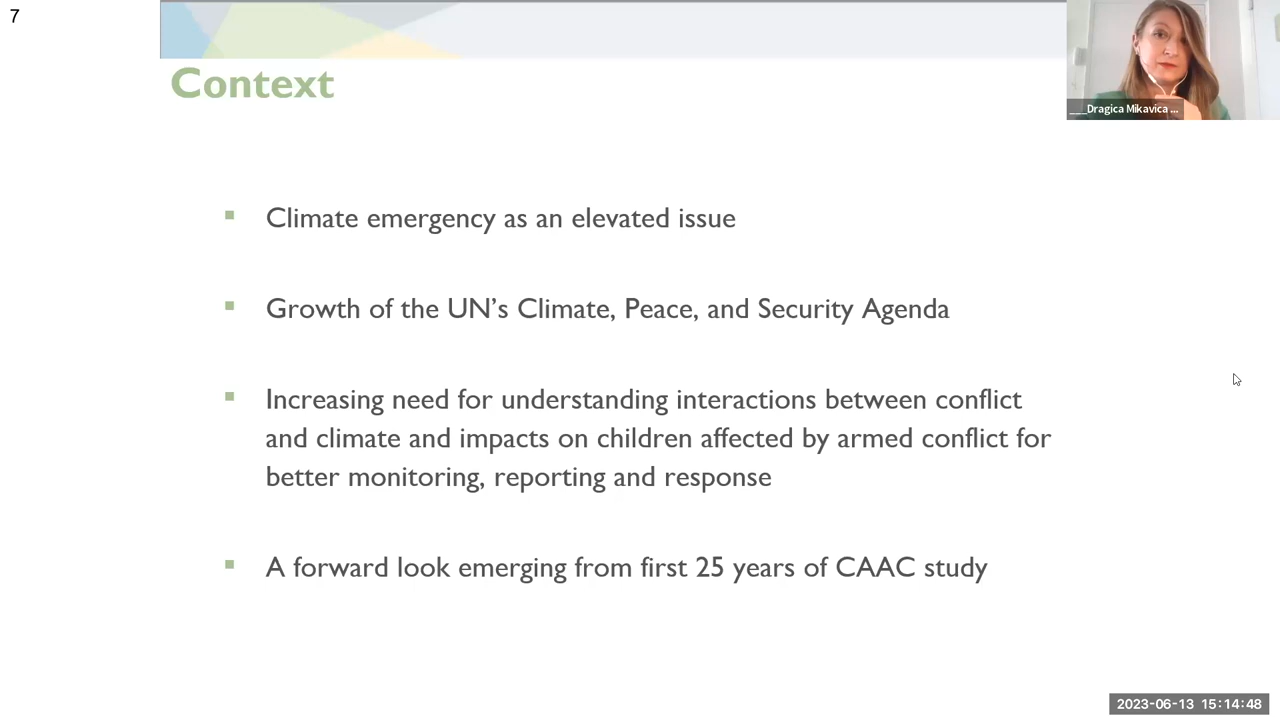 7
Context
___Dragica Mikavica ...
Climate emergency as an elevated issue
Growth of the UN’s Climate, Peace, and Security Agenda
Increasing need for understanding interactions between conflict
and climate and impacts on children affected by armed conflict for
better monitoring, reporting and response
A forward look emerging from first 25 years of CAAC study
2023-06-13 15:14:48